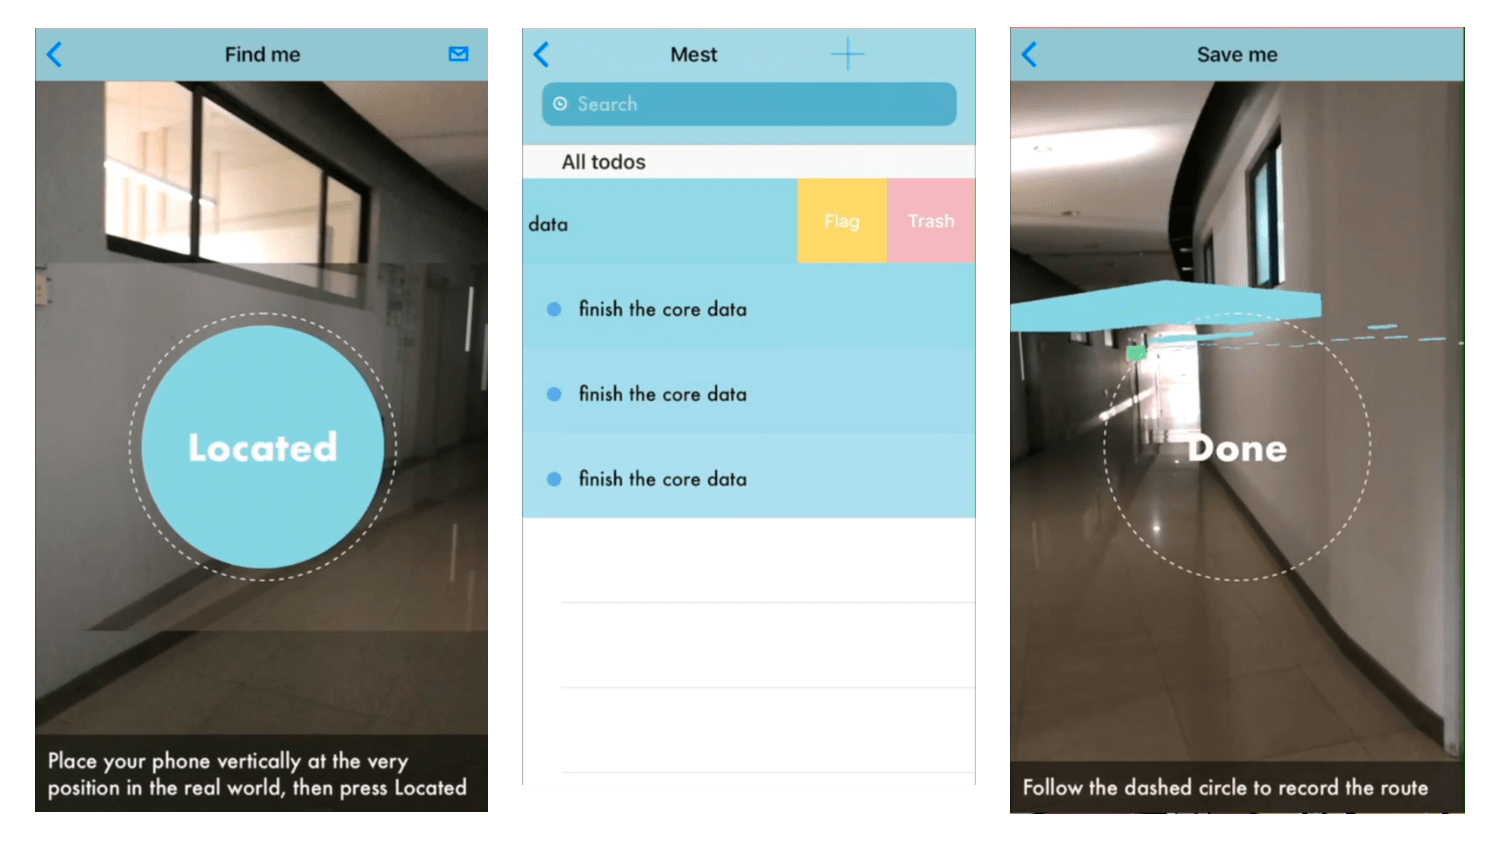 Find me
Located
Place your phone vertically at the very
position in the real world, then press Located
Mest
Search
All todos
data
Flag
Trash
finish the core data
finish the core data
finish the core data
Save me
Done
Follow the dashed circle to record the route